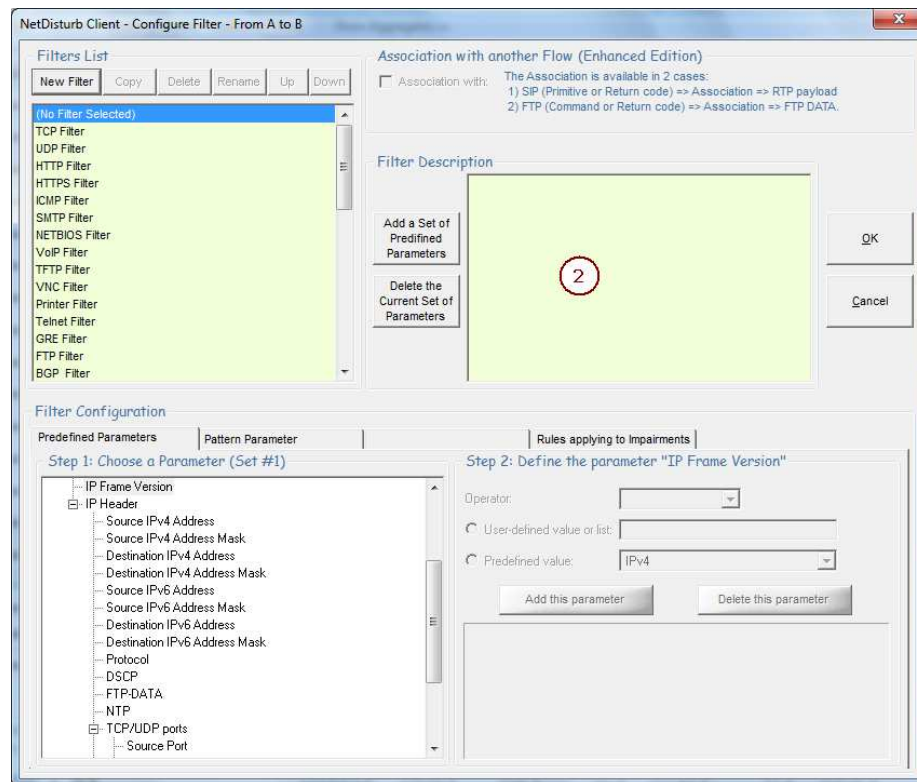 NetDisturb Client - Configure Filter - From A to B
Filters List
New Filter
Copy
Delete
Rename
Up
Down
(No Filter Selected)
TCP Filter
UDP Filter
HTTP Filter
HTTPS Filter
ICMP Filter
SMTP Filter
NETBIOS Filter
VoIP Filter
TFTP Filter
VNC Filter
Printer Filter
Telnet Filter
GRE Filter
FTP Filter
BGP Filter
Association with another Flow (Enhanced Edition)
Association with:
The Association is available in 2 cases:
1) SIP (Primitive or Return code) => Association => RTP payload
2) FTP (Command or Return code) => Association => FTP DATA.
Filter Description
Add a Set of
Predifined
Parameters
Delete the
Current Set of
Parameters
2
OK
Cancel
Filter Configuration
Predefined Parameters
Pattern Parameter
Rules applying to Impairments
Step 1: Choose a Parameter (Set #1)
IP Frame Version
IP Header
Source IPv4 Address
Source IPv4 Address Mask
Destination IPv4 Address
Destination IPv4 Address Mask
Source IPv6 Address
Source IPv6 Address Mask
Destination IPv6 Address
Destination IPv6 Address Mask
Protocol
DSCP
FTP-DATA
NTP
TCP/UDP ports
Source Port
Step 2: Define the parameter "IP Frame Version"
Operator:
User-defined value or list:
Predefined value:
IPv4
Add this parameter
Delete this parameter